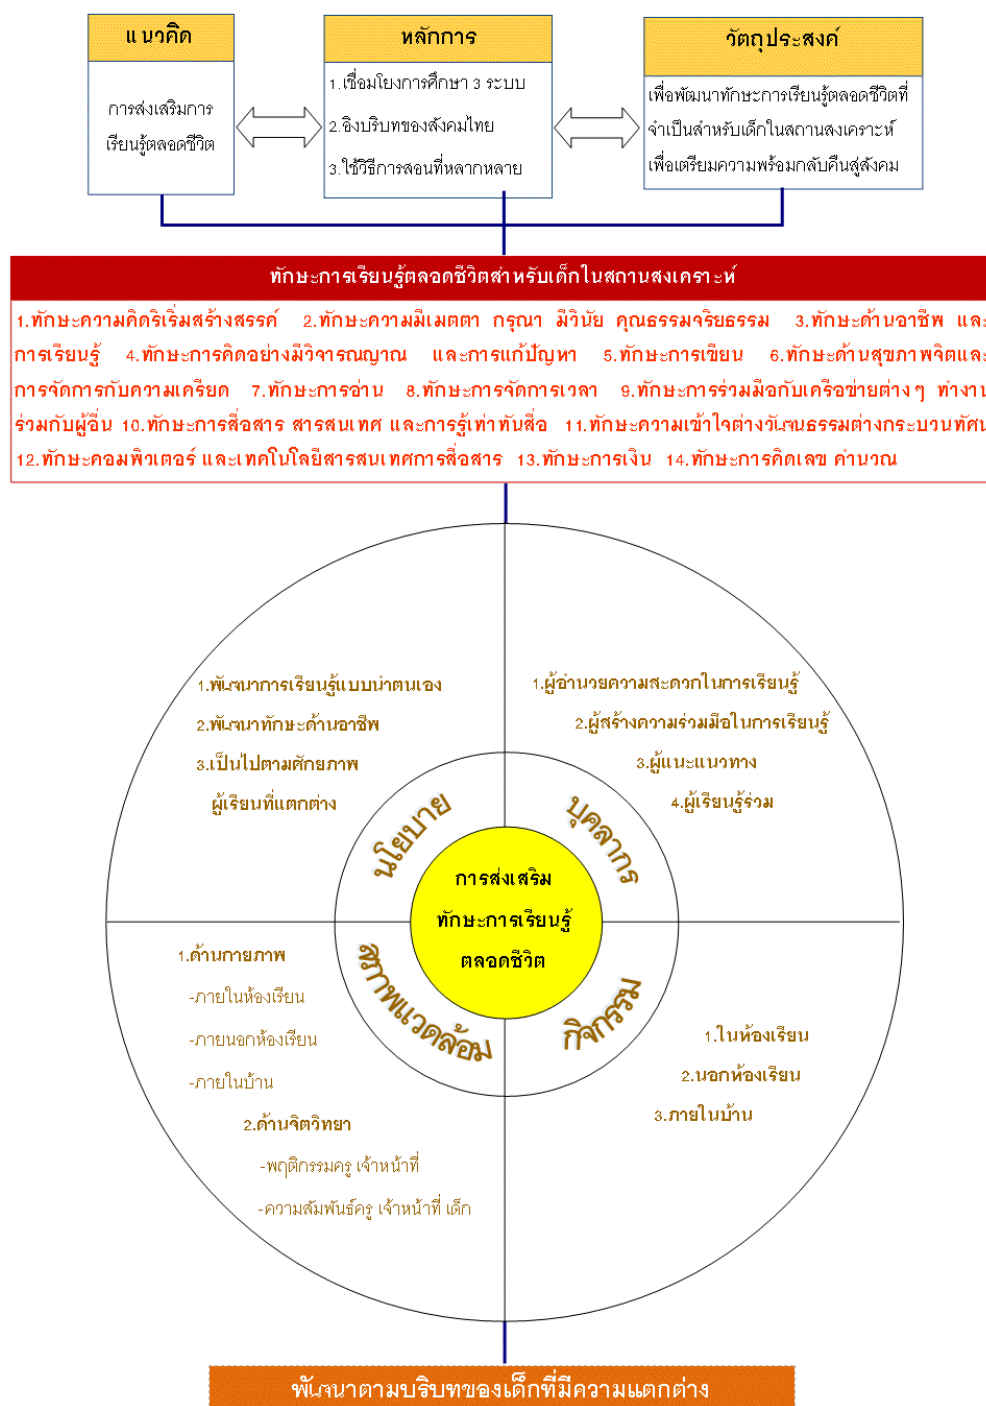 แนวคิด
การส่งเสริมการ
เรียนรู้ตลอดชีวิต
หลักการ
1.เชื่อมโยงการศึกษา 3 ระบบ
2.อิงบริบทของสังคมไทย
3.ใช้วิธีการสอนที่หลากหลาย
วัตถุประสงค์
เพื่อพัฒนาทักษะการเรียนรู้ตลอดชีวิตที่
จำเป็นสำหรับเด็กในสถานสงเคราะห์
เพื่อเตรียมความพร้อมกลับคืนสู่สังคม
ทักษะการเรียนรู้ตลอดชีวิตสำหรับเด็กในสถานสงเคราะห์
1.ทักษะความคิดริเริ่มสร้างสรรค์ 2.ทักษะความมีเมตตา กรุณา มีวินัย คุณธรรมจริยธรรม 3.ทักษะด้านอาชีพ และ
การเรียนรู้ 4.ทักษะการคิดอย่างมีวิจารณญาณ และการแก้ปัญหา 5.ทักษะการเขียน 6.ทักษะด้านสุขภาพจิตและ
การจัดการกับความเครียด 7.ทักษะการอ่าน 8.ทักษะการจัดการเวลา 9.ทักษะการร่วมมือกับเครือข่ายต่างๆ ทำงาน
ร่วมกับผู้อื่น 10.ทักษะการสื่อสาร สารสนเทศ และการรู้เท่าทันสื่อ 11.ทักษะความเข้าใจต่างวัฒนธรรมต่างกระบวนทัศน
12.ทักษะคอมพิวเตอร์ และเทคโนโลยีสารสนเทศการสื่อสาร 13.ทักษะการเงิน 14.ทักษะการคิดเลข คำนวณ
1.พัฒนาการเรียนรู้แบบนำตนเอง
2.พัฒนาทักษะด้านอาชีพ
3.เป็นไปตามศักยภาพ
ผู้เรียนที่แตกต่าง
นโยบาย
1.ผู้อำนวยความสะดวกในการเรียนรู้
2.ผู้สร้างความร่วมมือในการเรียนรู้
3.ผู้แนะแนวทาง
4.ผู้เรียนรู้ร่วม
บุคลากร
การส่งเสริม
ทักษะการเรียนรู้
ตลอดชีวิต
สภาพแวดล้อม
1.ด้านกายภาพ
-ภายในห้องเรียน
-ภายนอกห้องเรียน
-ภายในบ้าน
2.ด้านจิตวิทยา
-พฤติกรรมครู เจ้าหน้าที่
-ความสัมพันธ์ครู เจ้าหน้าที่ เด็ก
กิจกรรม
1.ในห้องเรียน
2.นอกห้องเรียน
3.ภายในบ้าน
พัฒนาตามบริบทของเด็กที่มีความแตกต่าง